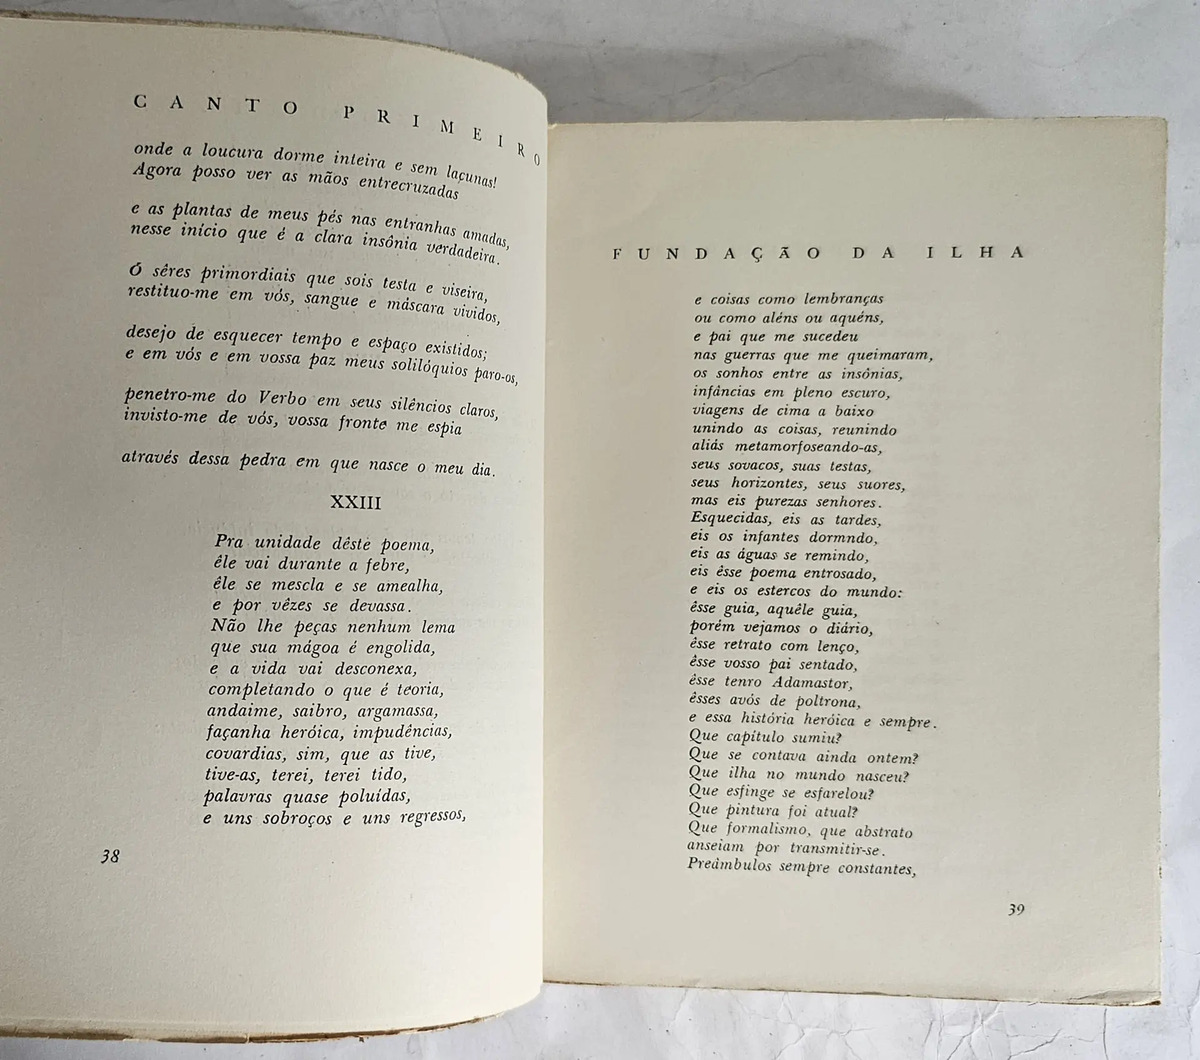 CANTO PRIMEIRO
onde a loucura dorme inteira e sem laçunas!
Agora posso ver as mãos entrecruzadas
e as plantas de meus pés nas entranhas amadas,
nesse início que é a clara insônia verdadeira.
Ó sêres primordiais que sois testa e viseira,
restituo-me em vós, sangue e máscara vividos,
desejo de esquecer tempo e espaço existidos;
e em vós e em vossa paz meus solilóquios paro-os,
penetro-me do Verbo em seus silêncios claros,
invisto-me de vós, vossa fronte me espia
através dessa pedra em que nasce o meu dia.
XXIII
Pra unidade dêste poema,
êle vai durante a febre,
êle se mescla e se amealha,
e por vêzes se devassa.
Não lhe peças nenhum lema
que sua mágoa é engolida,
e a vida vai desconexa,
completando o que é teoria,
andaime, saibro, argamassa,
façanha heróica, impudências,
covardias, sim, que as tive,
tive-as, terei, terei tido,
palavras quase poluídas,
e uns sobroços e uns regressos,
38
FUNDAÇÃO DA ILHA
e coisas como lembranças
ou como aléns ou aquéns,
e pai que me sucedeu
nas guerras que me queimaram,
os sonhos entre as insônias,
infâncias em pleno escuro,
viagens de cima a baixo
unindo as coisas, reunindo
aliás metamorfoseando-as,
seus sovacos, suas testas,
seus horizontes, seus suores,
mas eis purezas senhores.
Esquecidas, eis as tardes,
eis os infantes dormndo,
eis as águas se remindo,
eis êsse poema entrosado,
e eis os estercos do mundo:
êsse guia, aquêle guia,
porém vejamos o diário,
êsse retrato com lenço,
êsse vosso pai sentado,
êsse tenro Adamastor,
êsses avós de poltrona,
e essa história heróica e sempre.
Que capítulo sumiu?
Que se contava ainda ontem?
Que ilha no mundo nasceu?
Que esfinge se esfarelou?
Que pintura foi atual?
Que formalismo, que abstrato
anseiam por transmitir-se.
Preâmbulos sempre constantes,
39